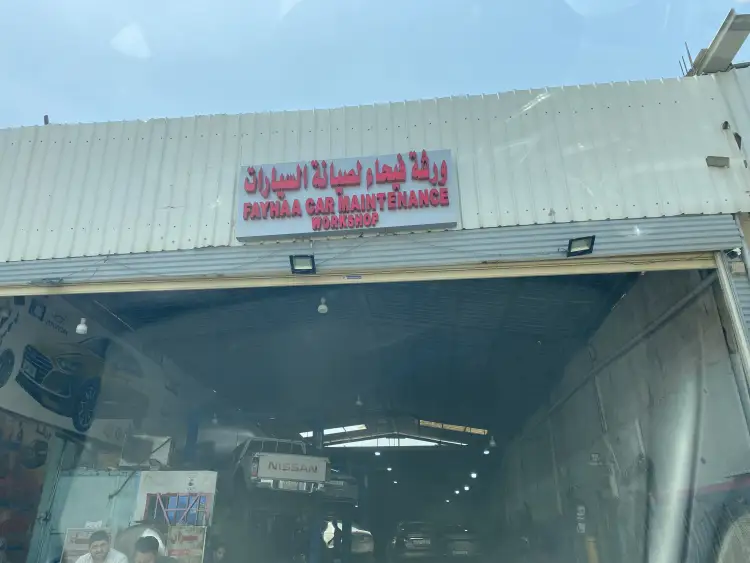 ورشة فيحاء لصيانة السيارات
FAYHAA CAR MAINTENANCE
WORKSHOP
NISSAN